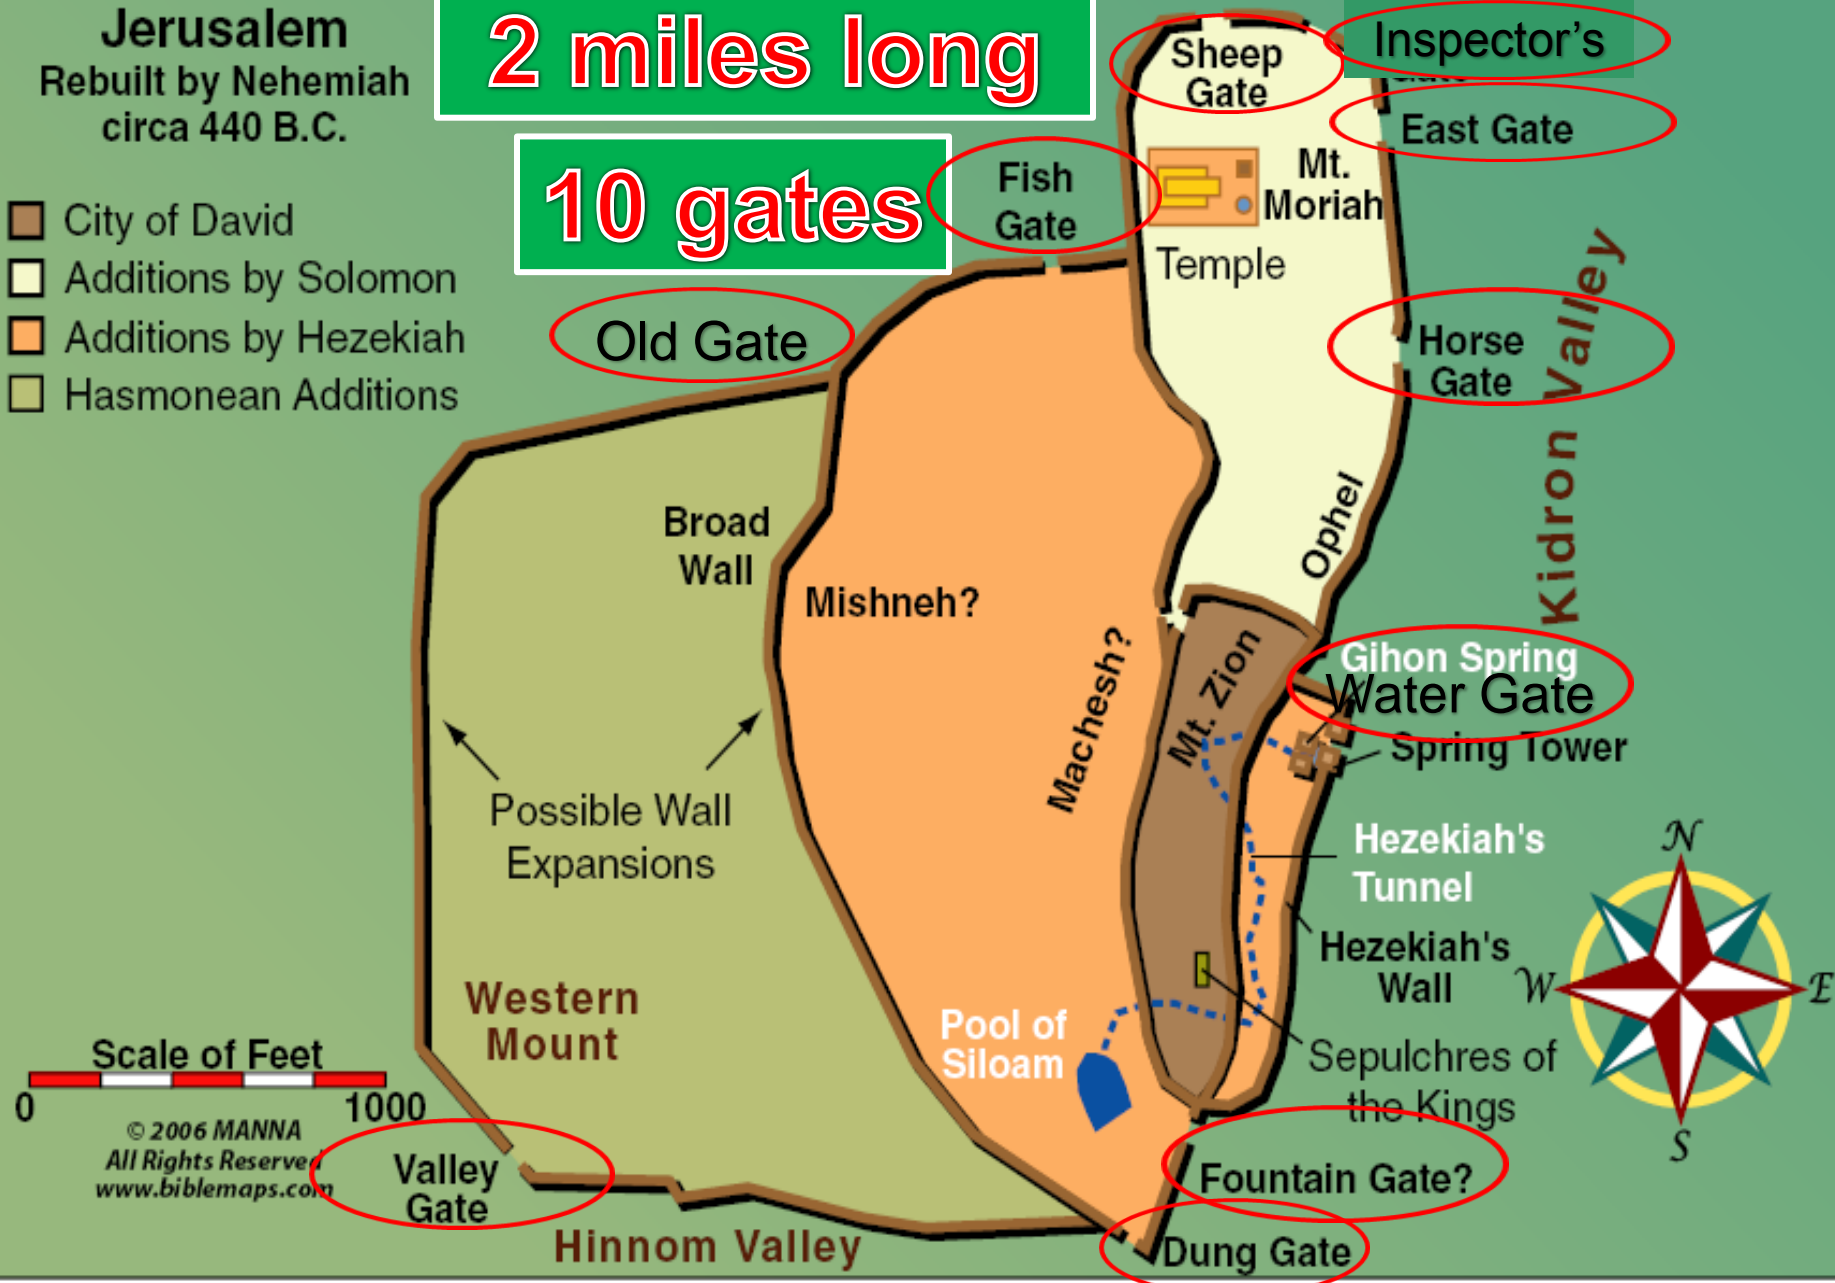 Jerusalem
Rebuilt by Nehemiah
circa 440 B.C.
2 miles long
10 gates
City of David
Additions by Solomon
Additions by Hezekiah
Hasmonean Additions
Sheep
Gate
Inspector's
East Gate
Fish
Gate
Mt.
Moriah
Temple
Old Gate
Horse
Gate
Kidron Valley
Ophel
Broad
Wall
Mishneh?
Machesh?
Mt. Zion
Gihon Spring
Water Gate
Spring Tower
Possible Wall
Expansions
Hezekiah's
Tunnel
Hezekiah's
Wall
Western
Mount
Pool of
Siloam
Sepulchres of
the Kings
N
W
E
S
Scale of Feet
0 1000
© 2006 MANNA
All Rights Reserved
www.biblemaps.com
Valley
Gate
Fountain Gate?
Hinnom Valley
Dung Gate